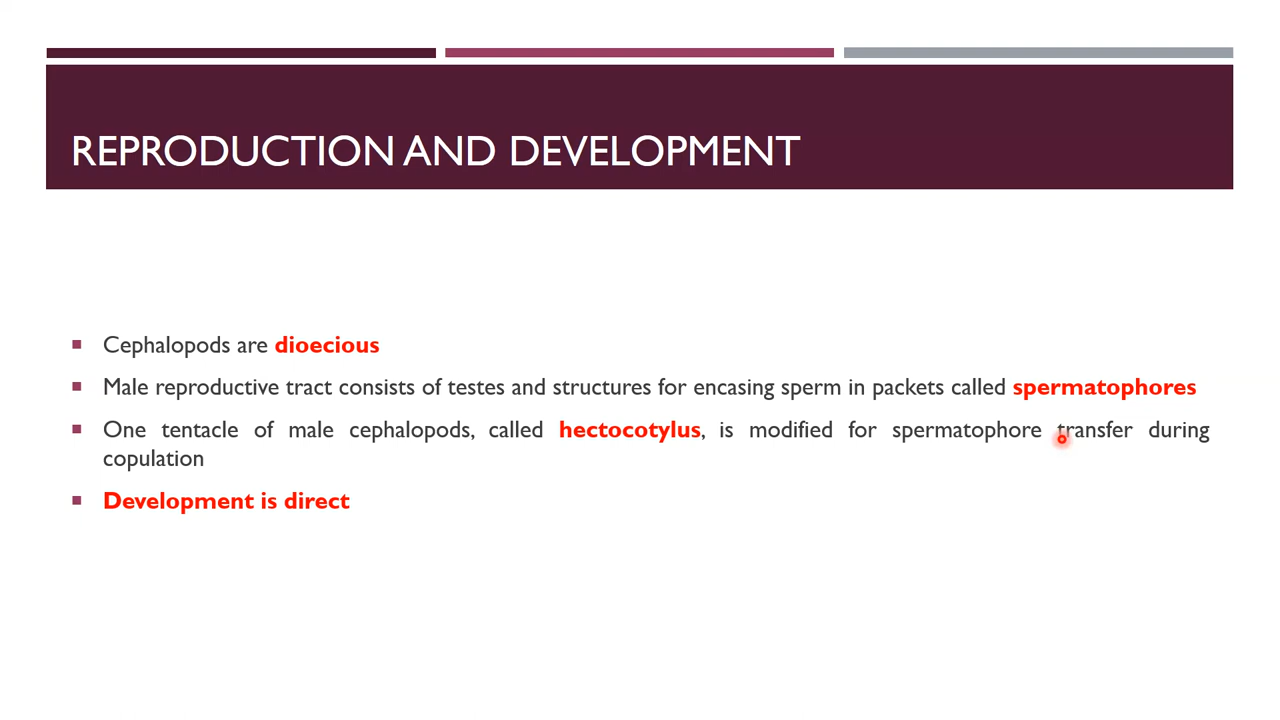 REPRODUCTION AND DEVELOPMENT
Cephalopods are dioecious
Male reproductive tract consists of testes and structures for encasing sperm in packets called spermatophores
One tentacle of male cephalopods, called hectocotylus, is modified for spermatophore transfer during
copulation
Development is direct